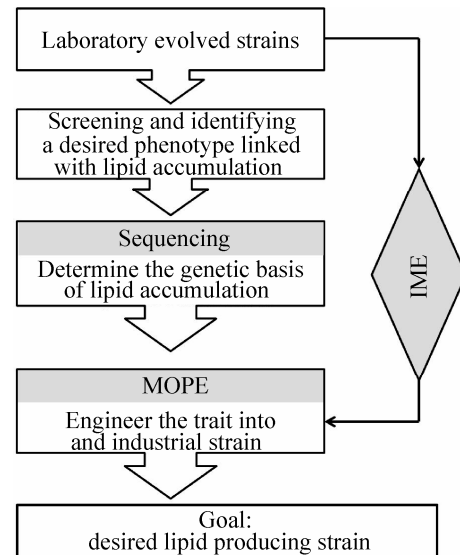 Laboratory evolved strains
Screening and identifying
a desired phenotype linked
with lipid accumulation
Sequencing
Determine the genetic basis
of lipid accumulation
IME
MOPE
Engineer the trait into
and industrial strain
Goal:
desired lipid producing strain